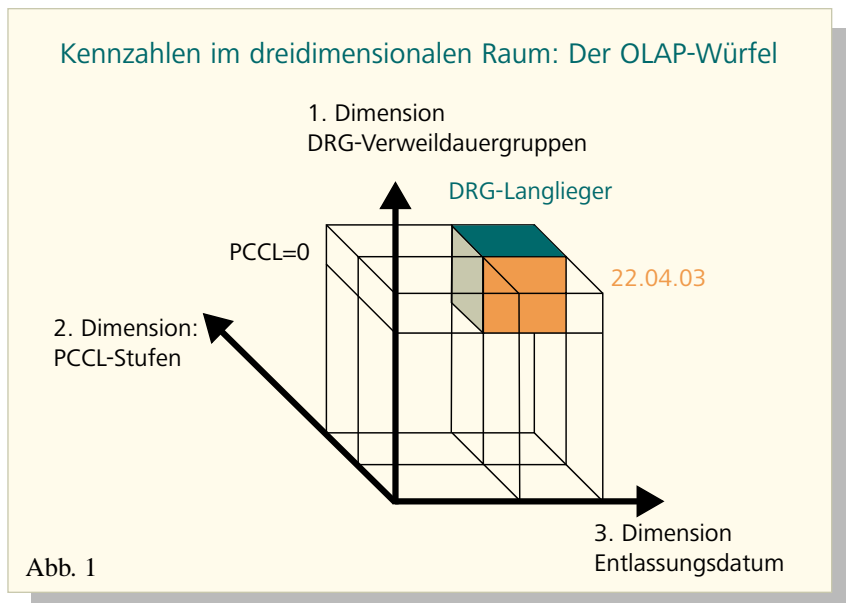 Kennzahlen im dreidimensionalen Raum: Der OLAP-Würfel
1. Dimension
DRG-Verweildauergruppen
DRG-Langlieger
PCCL=0
22.04.03
2. Dimension:
PCCL-Stufen
3. Dimension
Entlassungsdatum
Abb. 1